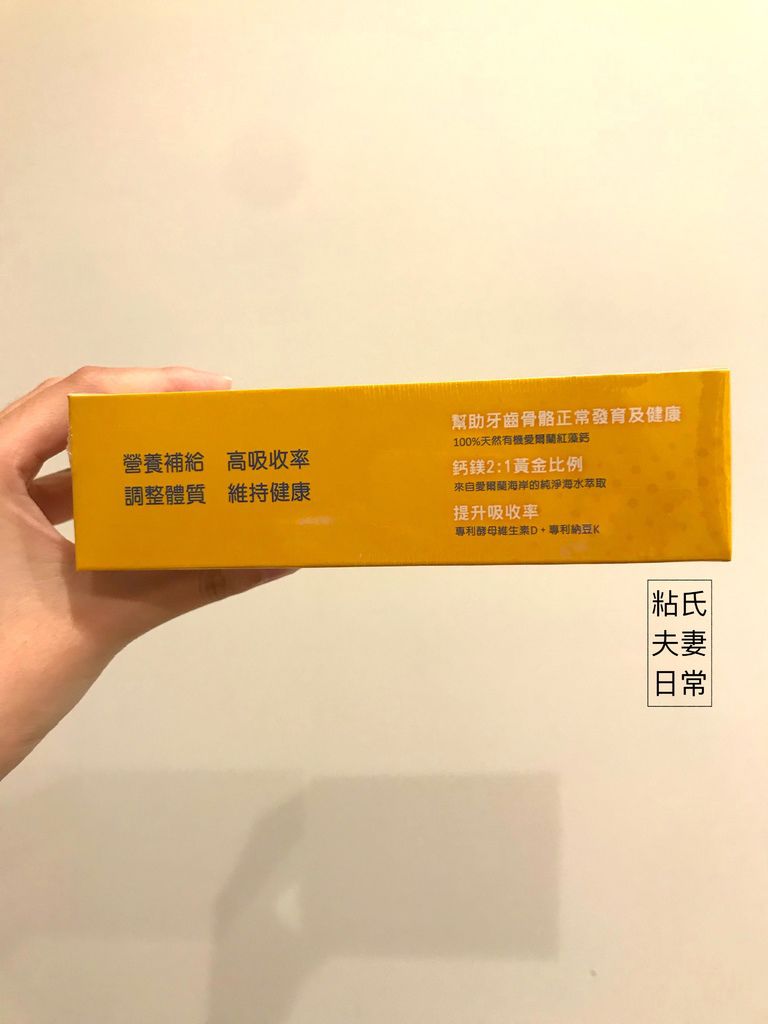 營養補給 高吸收率
調整體質 維持健康
幫助牙齒骨骼正常發育及健康
100%天然有機愛爾蘭紅藻鈣
鈣鎂2:1黃金比例
來自愛爾蘭海岸的純淨海水萃取
提升吸收率
專利酵母維生素D+專利納豆K
粘氏
夫妻
日常